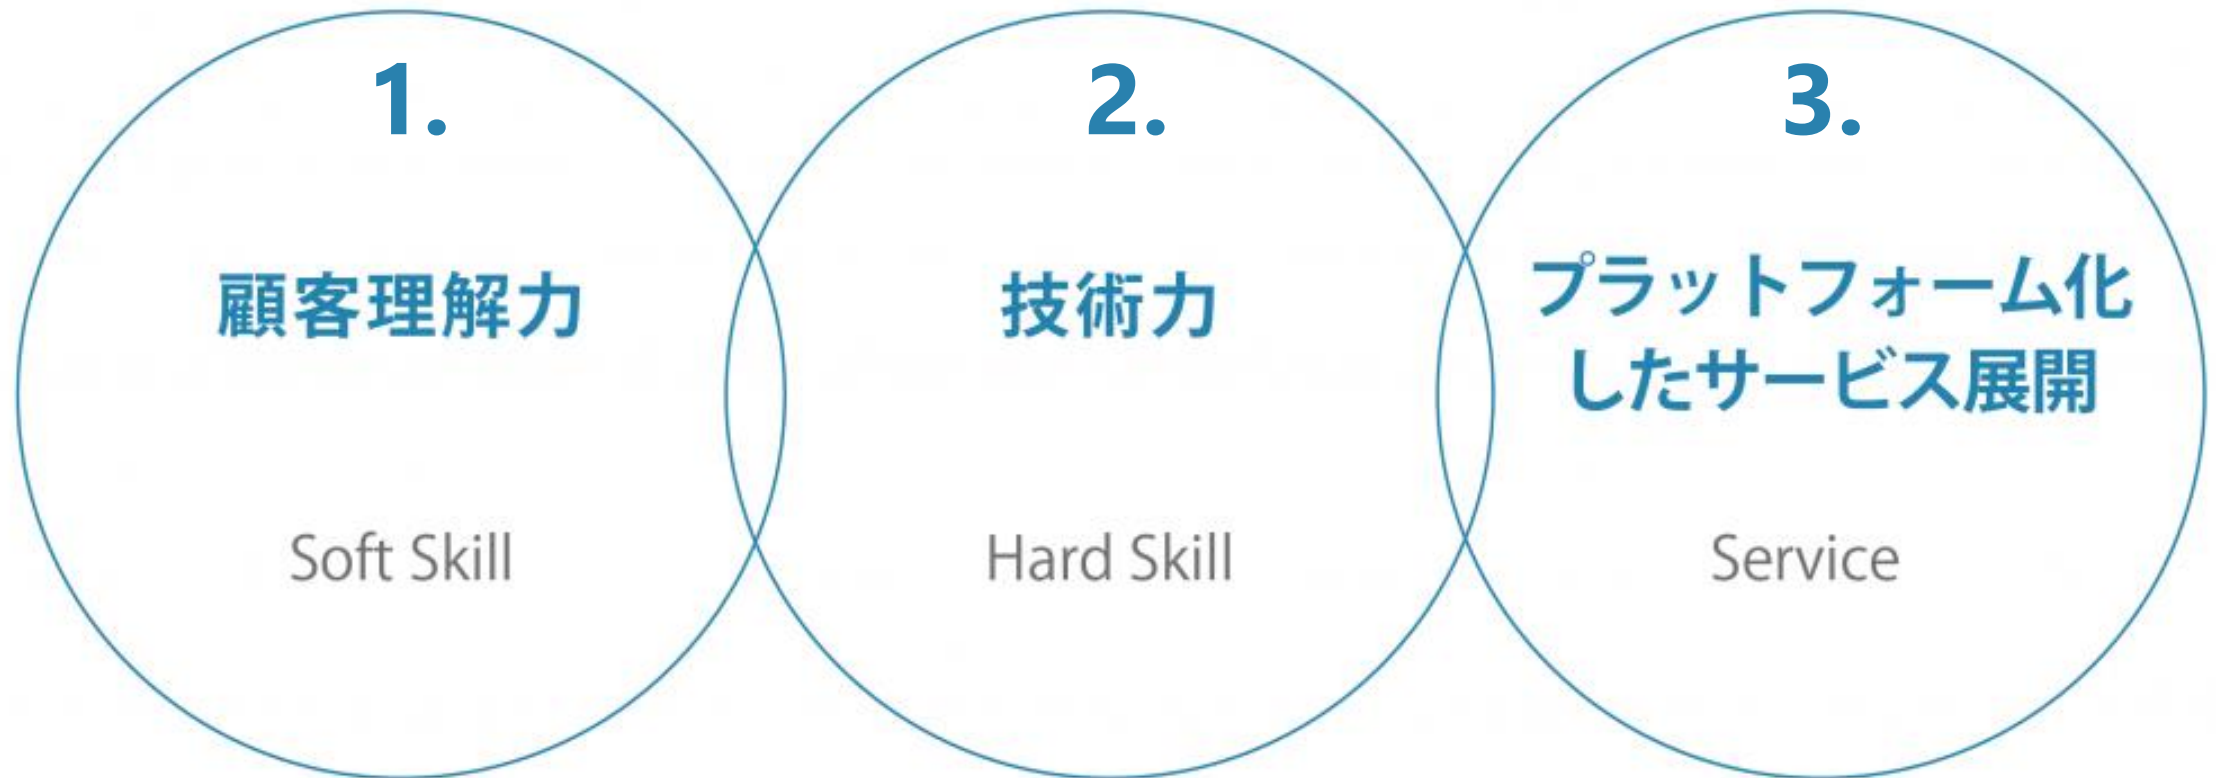 1.
顧客理解力
Soft Skill
2.
技術力
Hard Skill
3.
プラットフォーム化
したサービス展開
Service